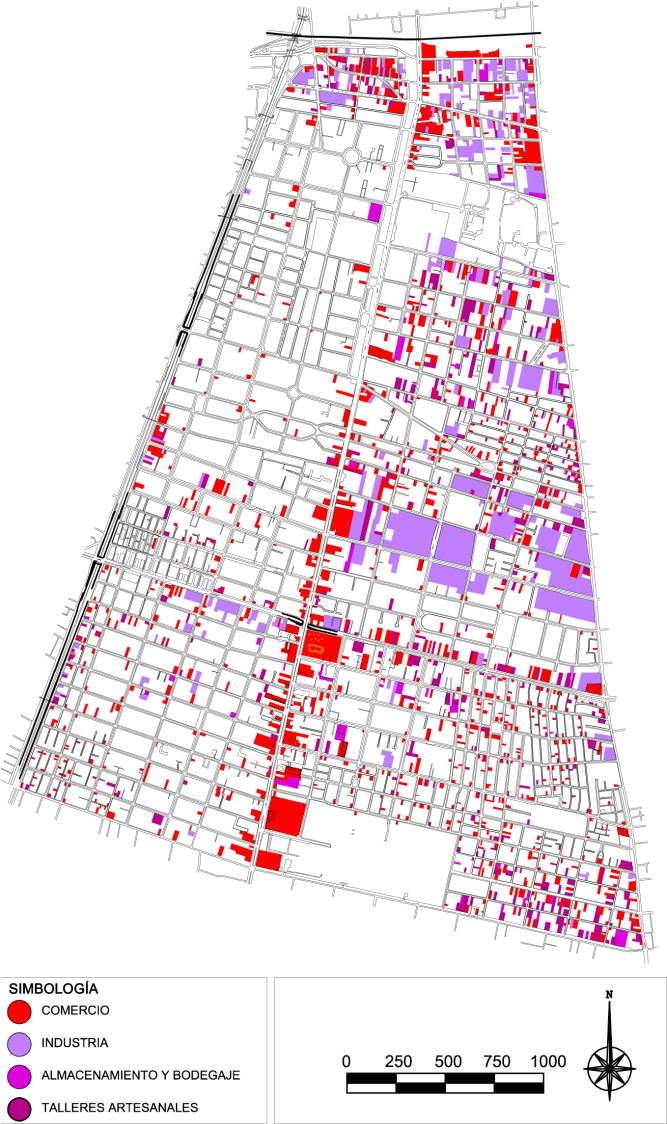 SIMBOLOGÍA
COMERCIO
INDUSTRIA
ALMACENAMIENTO Y BODEGAJE
TALLERES ARTESANALES
N
0 250 500 750 1000